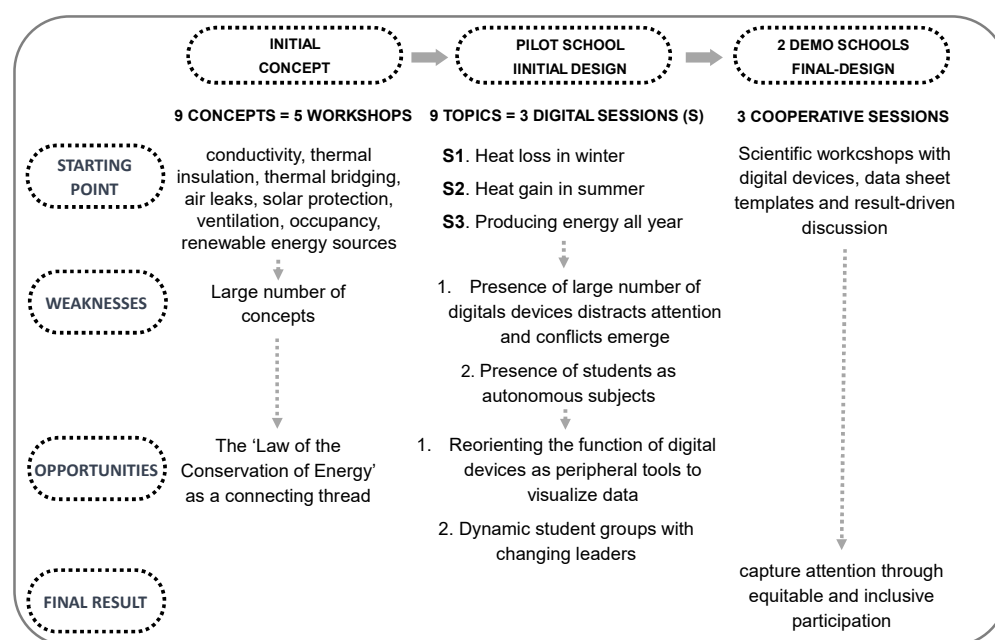 INITIAL
CONCEPT
PILOT SCHOOL
IINITIAL DESIGN
2 DEMO SCHOOLS
FINAL-DESIGN
9 CONCEPTS = 5 WORKSHOPS
9 TOPICS = 3 DIGITAL SESSIONS (S)
3 COOPERATIVE SESSIONS
STARTING
POINT
conductivity, thermal
insulation, thermal bridging,
air leaks, solar protection,
ventilation, occupancy,
renewable energy sources
S1. Heat loss in winter
S2. Heat gain in summer
S3. Producing energy all year
Scientific workcshops with
digital devices, data sheet
templates and result-driven
discussion
WEAKNESSES
Large number of
concepts
1. Presence of large number of
digitals devices distracts attention
and conflicts emerge
2. Presence of students as
autonomous subjects
OPPORTUNITIES
The ‘Law of the
Conservation of Energy’
as a connecting thread
1. Reorienting the function of digital
devices as peripheral tools to
visualize data
2. Dynamic student groups with
changing leaders
FINAL RESULT
capture attention through
equitable and inclusive
participation